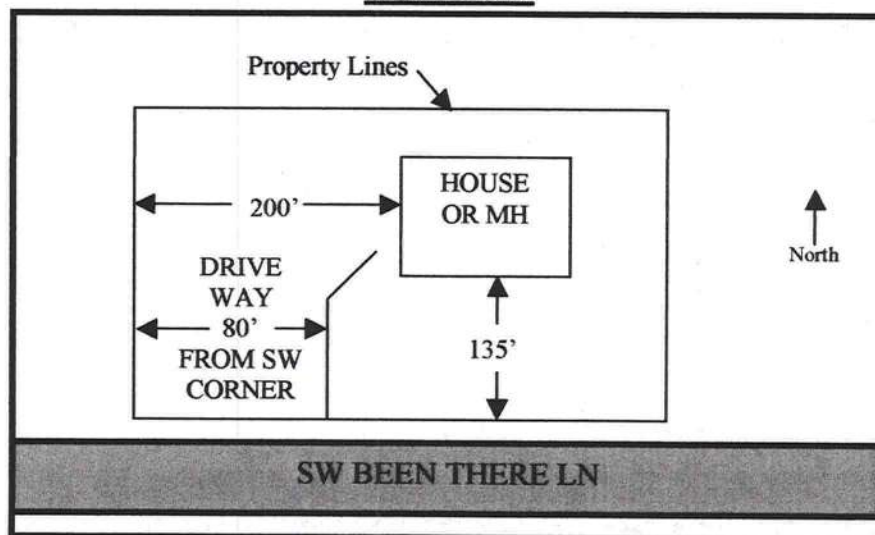 Property Lines
HOUSE
OR MH
200’
North
DRIVE
WAY
80’
FROM SW
CORNER
135’
SW BEEN THERE LN